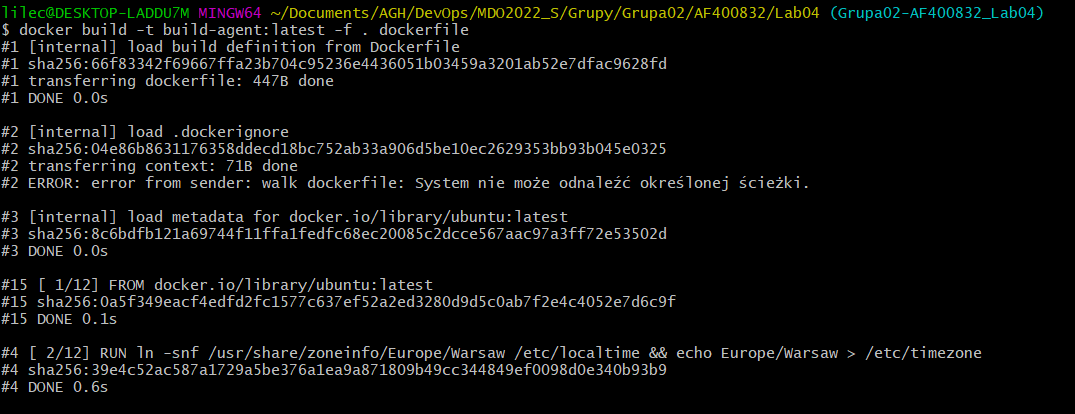 lilec@DESKTOP-LADDU7M MINGW64 ~/Documents/AGH/DevOps/MDO2022_S/Grupy/Grupa02/AF400832/Lab04 (Grupa02-AF400832_Lab04)
$ docker build -t build-agent:latest -f . dockerfile
#1 [internal] load build definition from Dockerfile
#1 sha256:66f83342f69667ffa23b704c95236e4436051b03459a3201ab52e7dfac9628fd
#1 transferring dockerfile: 447B done
#1 DONE 0.0s
#2 [internal] load .dockerignore
#2 sha256:04e86b8631176358ddecd18bc752ab33a906d5be10ec2629353bb93b045e0325
#2 transferring context: 71B done
#2 ERROR: error from sender: walk dockerfile: System nie może odnaleźć określonej ścieżki.
#3 [internal] load metadata for docker.io/library/ubuntu:latest
#3 sha256:8c6bdfb121a69744f11ffa1fedfc68ec20085c2dcce567aac97a3ff72e53502d
#3 DONE 0.0s
#15 [ 1/12] FROM docker.io/library/ubuntu:latest
#15 sha256:0a5f349eacf4edfd2fc1577c637ef52a2ed3280d9d5c0ab7f2e4c4052e7d6c9f
#15 DONE 0.1s
#4 [ 2/12] RUN ln -snf /usr/share/zoneinfo/Europe/Warsaw /etc/localtime && echo Europe/Warsaw > /etc/timezone
#4 sha256:39e4c52ac587a1729a5be376a1ea9a871809b49cc344849ef0098d0e340b93b9
#4 DONE 0.6s